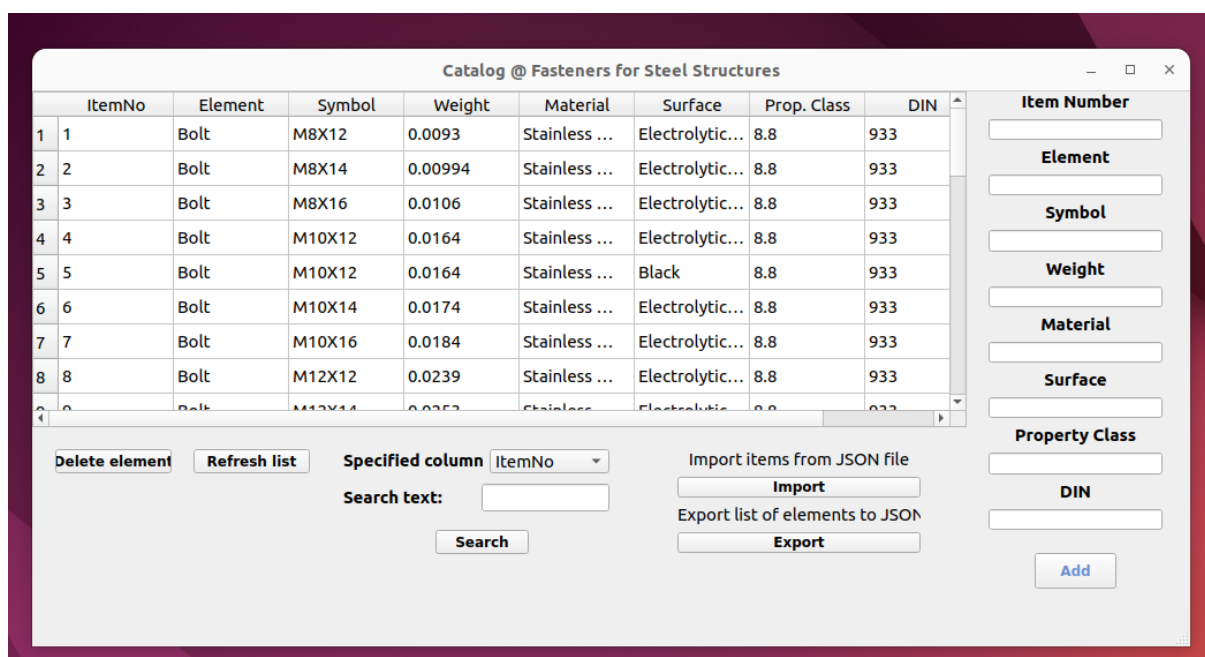 Catalog @ Fasteners for Steel Structures
ItemNo Element Symbol Weight Material Surface Prop. Class DIN
1 1 Bolt M8X12 0.0093 Stainless ... Electrolytic... 8.8 933
2 2 Bolt M8X14 0.00994 Stainless ... Electrolytic... 8.8 933
3 3 Bolt M8X16 0.0106 Stainless ... Electrolytic... 8.8 933
4 4 Bolt M10X12 0.0164 Stainless ... Electrolytic... 8.8 933
5 5 Bolt M10X12 0.0164 Stainless ... Black 8.8 933
6 6 Bolt M10X14 0.0174 Stainless ... Electrolytic... 8.8 933
7 7 Bolt M10X16 0.0184 Stainless ... Electrolytic... 8.8 933
8 8 Bolt M12X12 0.0239 Stainless ... Electrolytic... 8.8 933
Item Number
Element
Symbol
Weight
Material
Surface
Property Class
DIN
Add
Delete element
Refresh list
Specified column ItemNo
Search text:
Search
Import items from JSON file
Import
Export list of elements to JSON
Export